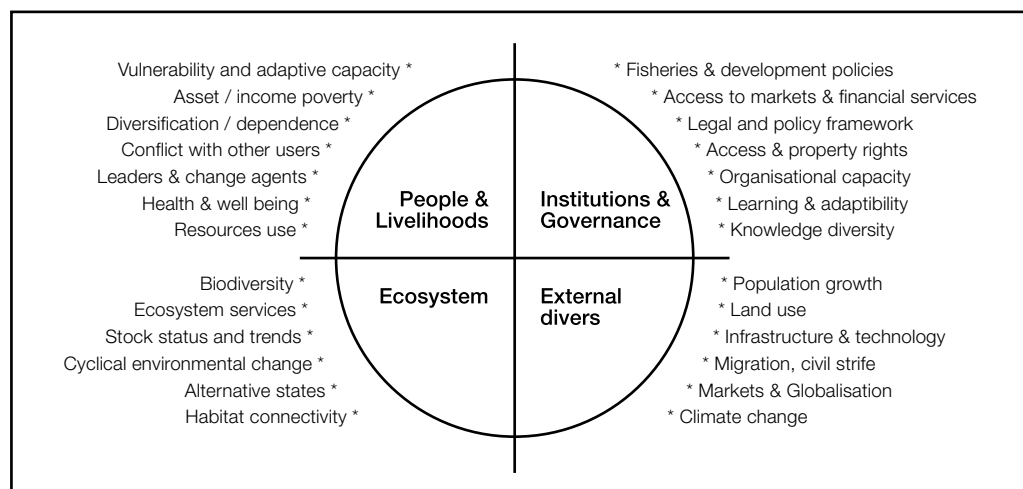 Vulnerability and adaptive capacity *
Asset / income poverty *
Diversification / dependence *
Conflict with other users *
Leaders & change agents *
Health & well being *
Resources use *
People &
Livelihoods
* Fisheries & development policies
* Access to markets & financial services
* Legal and policy framework
* Access & property rights
* Organisational capacity
* Learning & adaptibility
* Knowledge diversity
Institutions &
Governance
Biodiversity *
Ecosystem services *
Stock status and trends *
Cyclical environmental change *
Alternative states *
Habitat connectivity *
Ecosystem
External
divers
* Population growth
* Land use
* Infrastructure & technology
* Migration, civil strife
* Markets & Globalisation
* Climate change